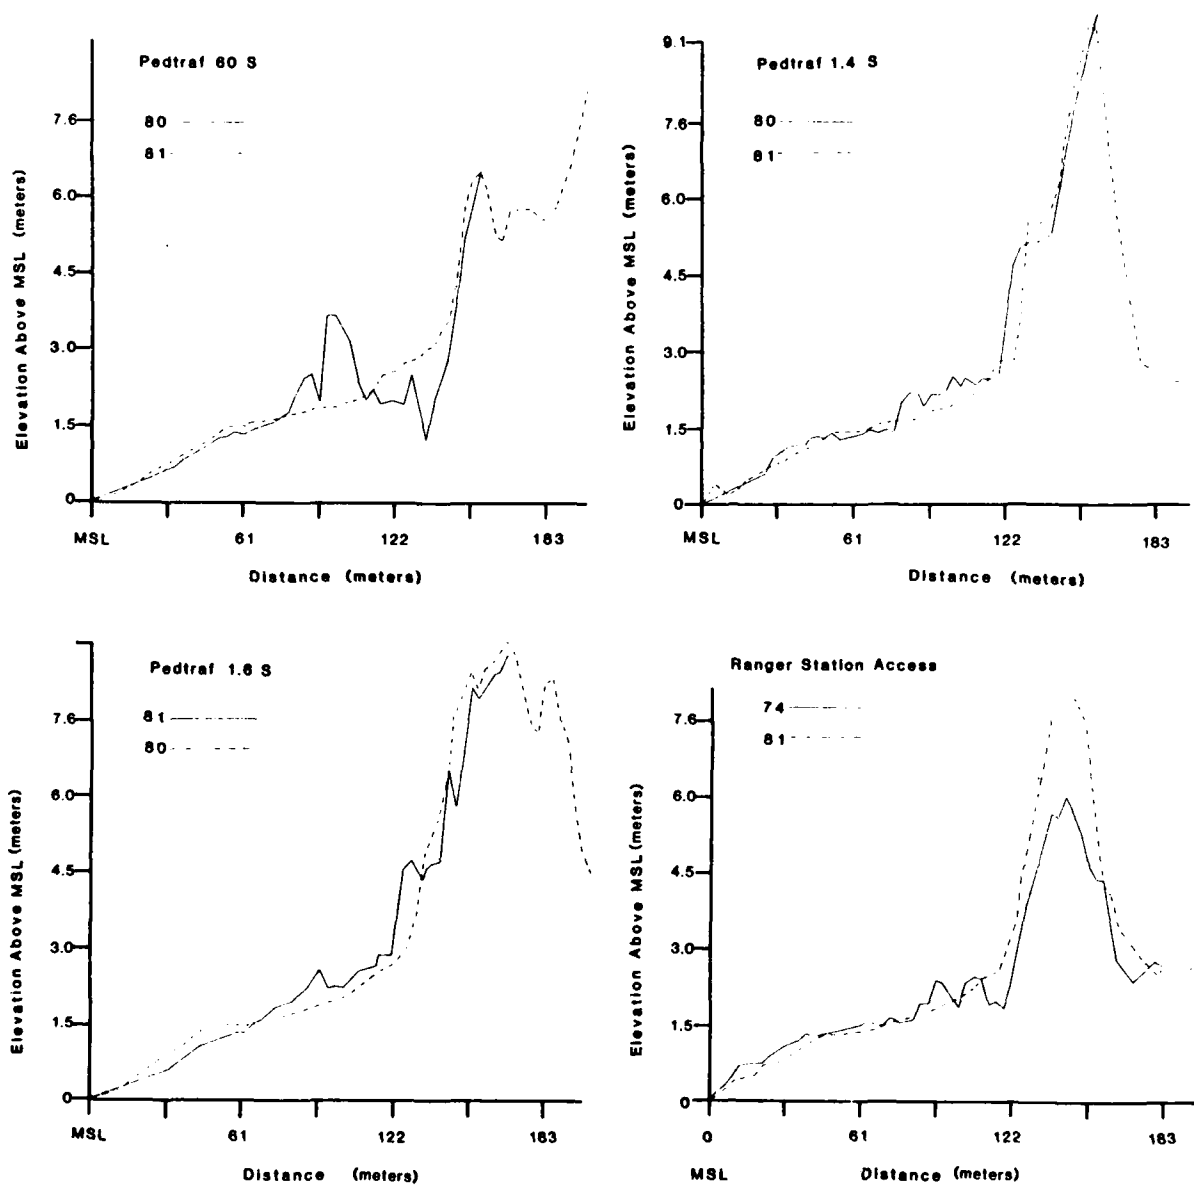 Pedtraf 60 S
80
81
7.6
6.0
4.5
3.0
1.5
0
Elevation Above MSL (meters)
MSL
61
122
183
Distance (meters)
Pedtraf 1.4 S
80
81
9.1
7.6
6.0
4.5
3.0
1.5
0
Elevation Above MSL (meters)
MSL
61
122
183
Distance (meters)
Pedtraf 1.6 S
81
80
7.6
6.0
4.5
3.0
1.5
0
Elevation Above MSL (meters)
MSL
61
122
183
Distance (meters)
Ranger Station Access
74
81
7.6
6.0
4.5
3.0
1.5
0
Elevation Above MSL (meters)
0
61
122
183
MSL
Distance (meters)